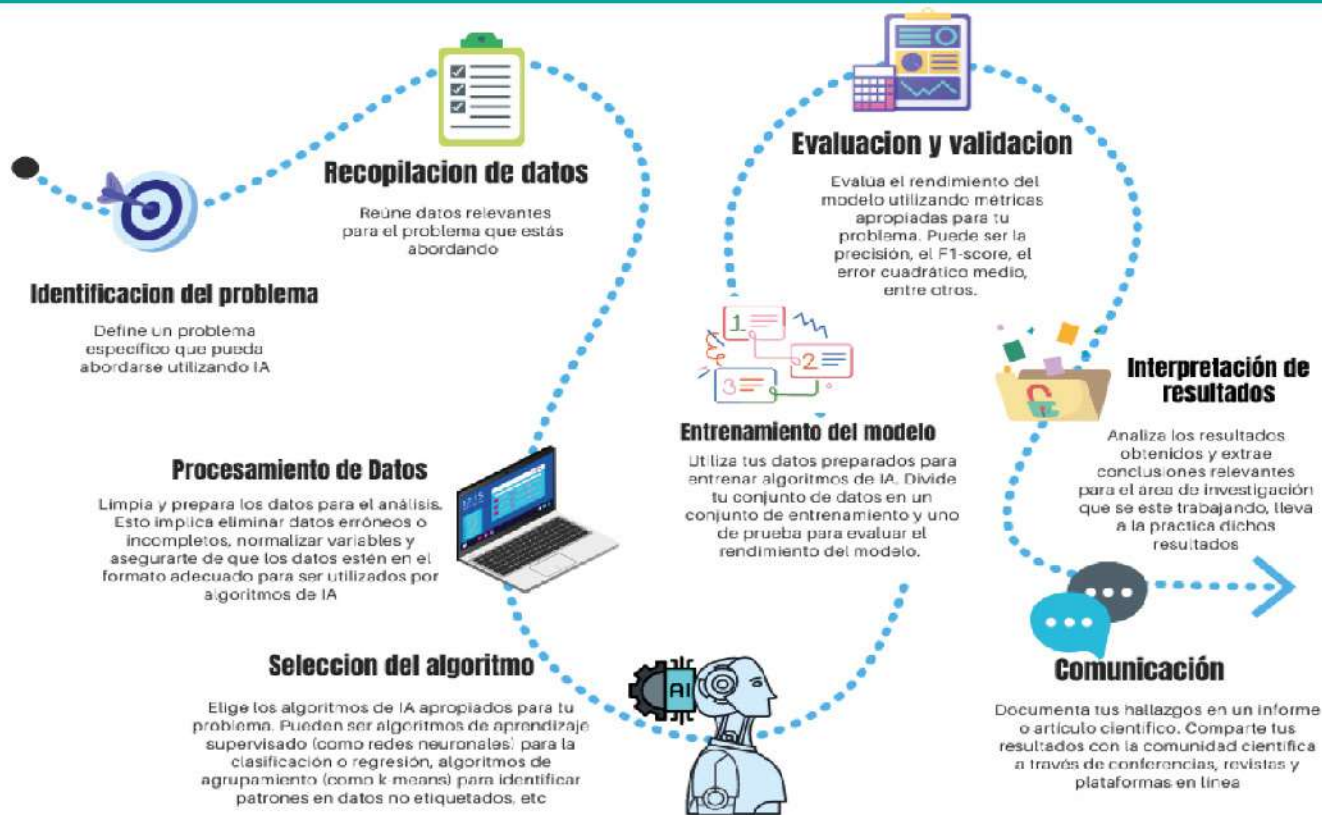 Identificacion del problema
Define un problema
específico que pueda
abordarse utilizando IA
Recopilacion de datos
Reúne datos relevantes
para el problema que estás
abordando
Procesamiento de Datos
Limpia y prepara los datos para el análisis.
Esto implica eliminar datos erróneos o
incompletos, normalizar variables y
asegurarte de que los datos estén en el
formato adecuado para ser utilizados por
algoritmos de IA
Seleccion del algoritmo
Elige los algoritmos de IA apropiados para tu
problema. Pueden ser algoritmos de aprendizaje
supervisado (como redes neuronales) para la
clasificación o regresión, algoritmos de
agrupamiento (como k-means) para identificar
patrones en datos no etiquetados, etc
AI
1
2
3
Entrenamiento del modelo
Utiliza tus datos preparados para
entrenar algoritmos de IA. Divide
tu conjunto de datos en un
conjunto de entrenamiento y uno
de prueba para evaluar el
rendimiento del modelo.
Evaluacion y validacion
Evalúa el rendimiento del
modelo utilizando métricas
apropiadas para tu
problema. Puede ser la
precisión, el F1-score, el
error cuadrático medio,
entre otros.
Interpretación de
resultados
Analiza los resultados
obtenidos y extrae
conclusiones relevantes
para el área de investigación
que se este trabajando, lleva
a la practica dichos
resultados
Comunicación
Documenta tus hallazgos en un informe
o artículo científico. Comparte tus
resultados con la comunidad científica
a través de conferencias, revistas y
plataformas en línea